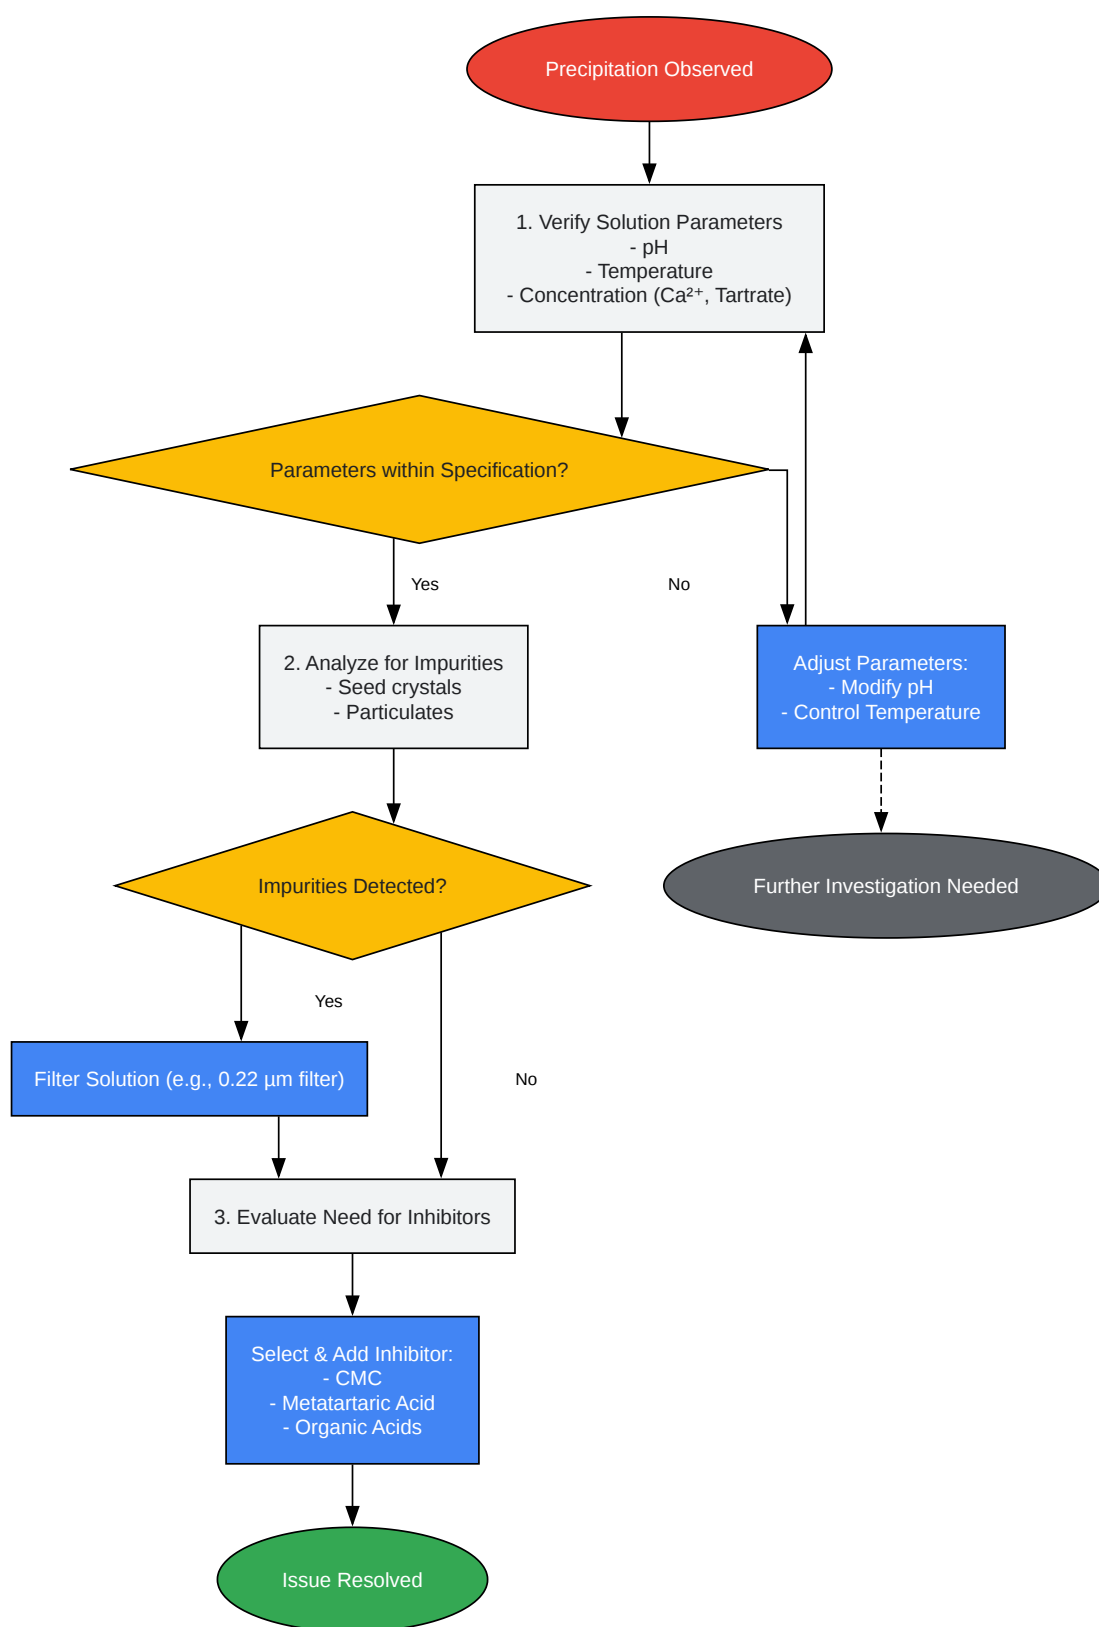 Precipitation Observed
1. Verify Solution Parameters
- pH
- Temperature
- Concentration (Ca²⁺, Tartrate)
Parameters within Specification?
Yes
No
2. Analyze for Impurities
- Seed crystals
- Particulates
Adjust Parameters:
- Modify pH
- Control Temperature
Impurities Detected?
Further Investigation Needed
Yes
Filter Solution (e.g., 0.22 µm filter)
No
3. Evaluate Need for Inhibitors
Select & Add Inhibitor:
- CMC
- Metatartaric Acid
- Organic Acids
Issue Resolved